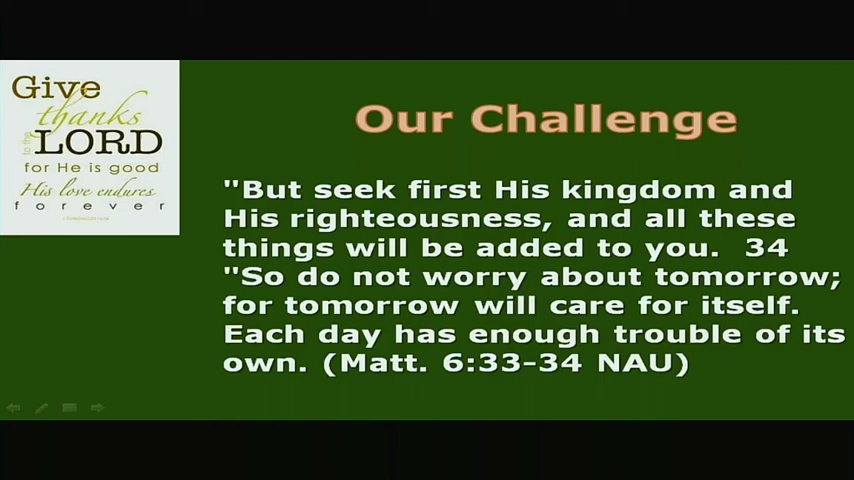 Give
thanks
to the
LORD
for He is good
His love endures
forever
Our Challenge
"But seek first His kingdom and
His righteousness, and all these
things will be added to you.  34
"So do not worry about tomorrow;
for tomorrow will care for itself.
Each day has enough trouble of its
own. (Matt. 6:33-34 NAU)